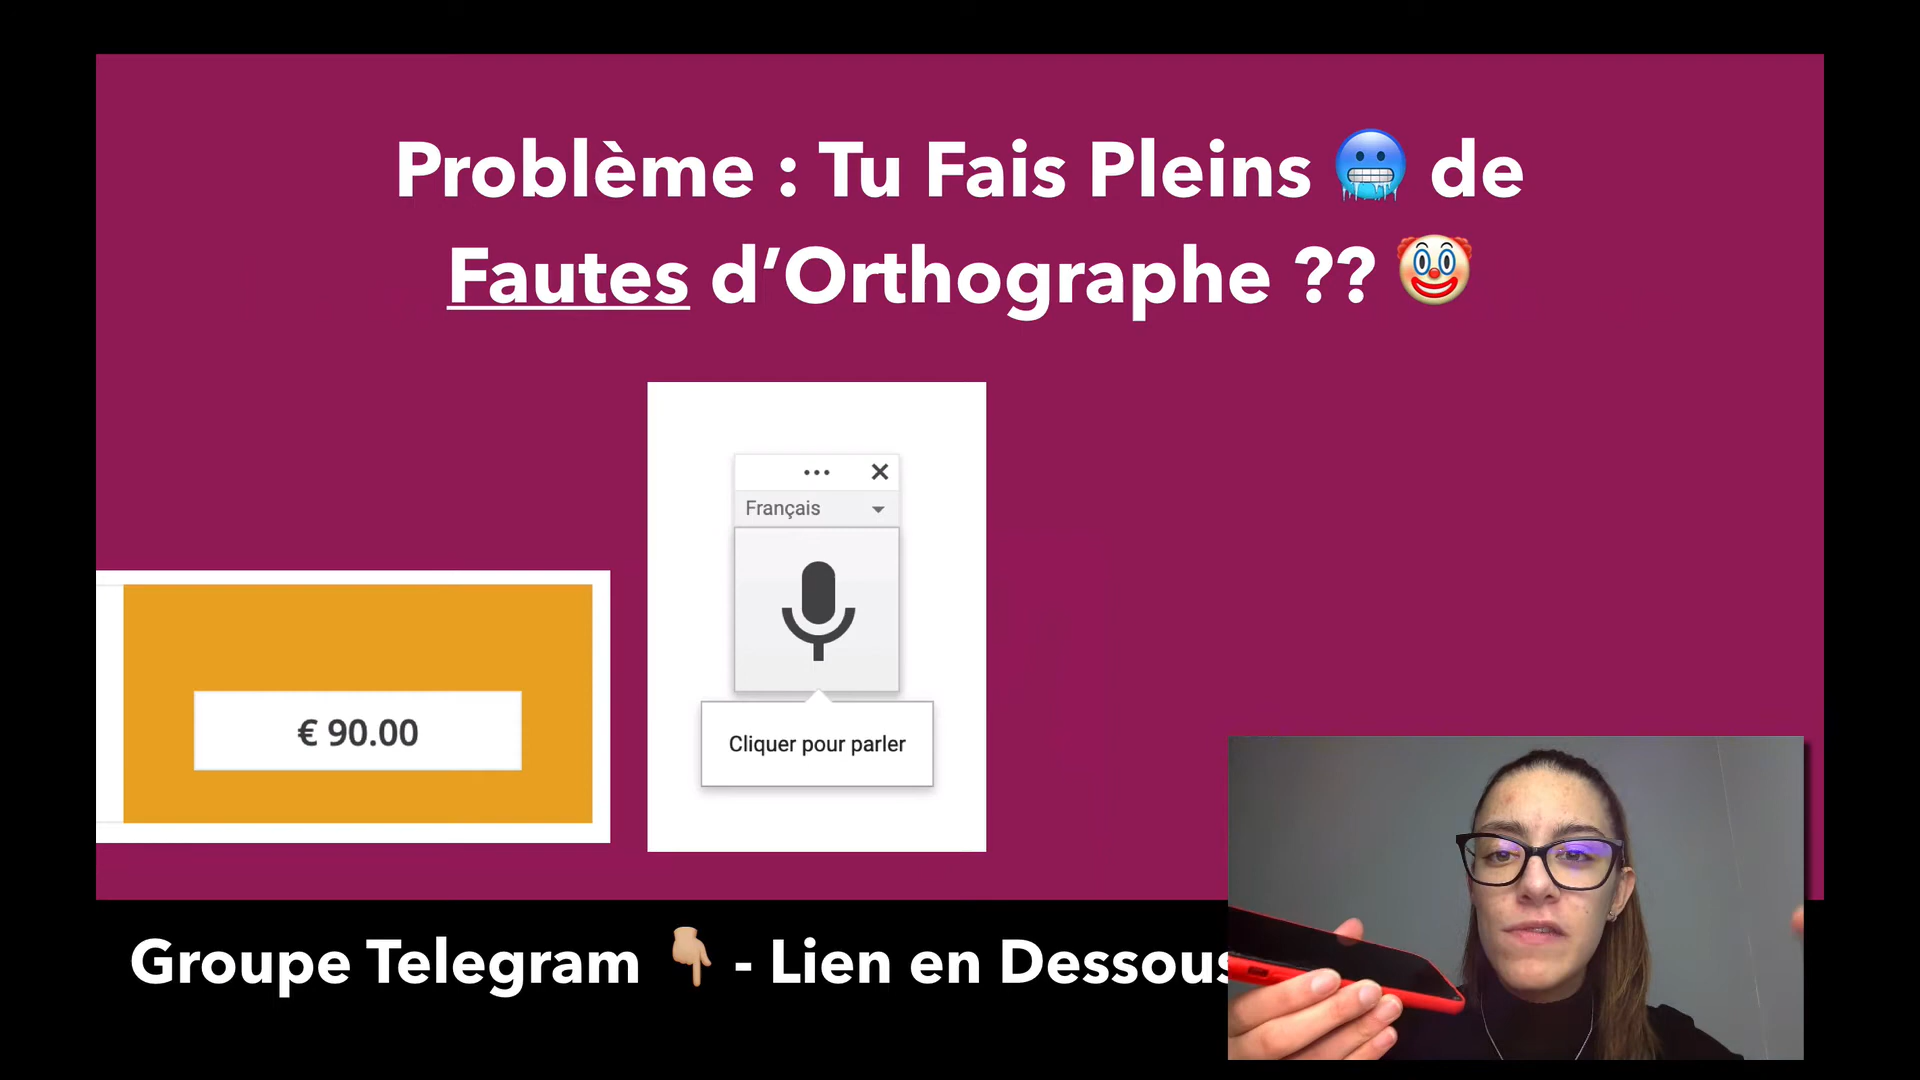 Problème : Tu Fais Pleins 🥶 de
Fautes d’Orthographe ?? 🤡
Français
€ 90.00
Cliquer pour parler
Groupe Telegram 👇🏼 - Lien en Dessous